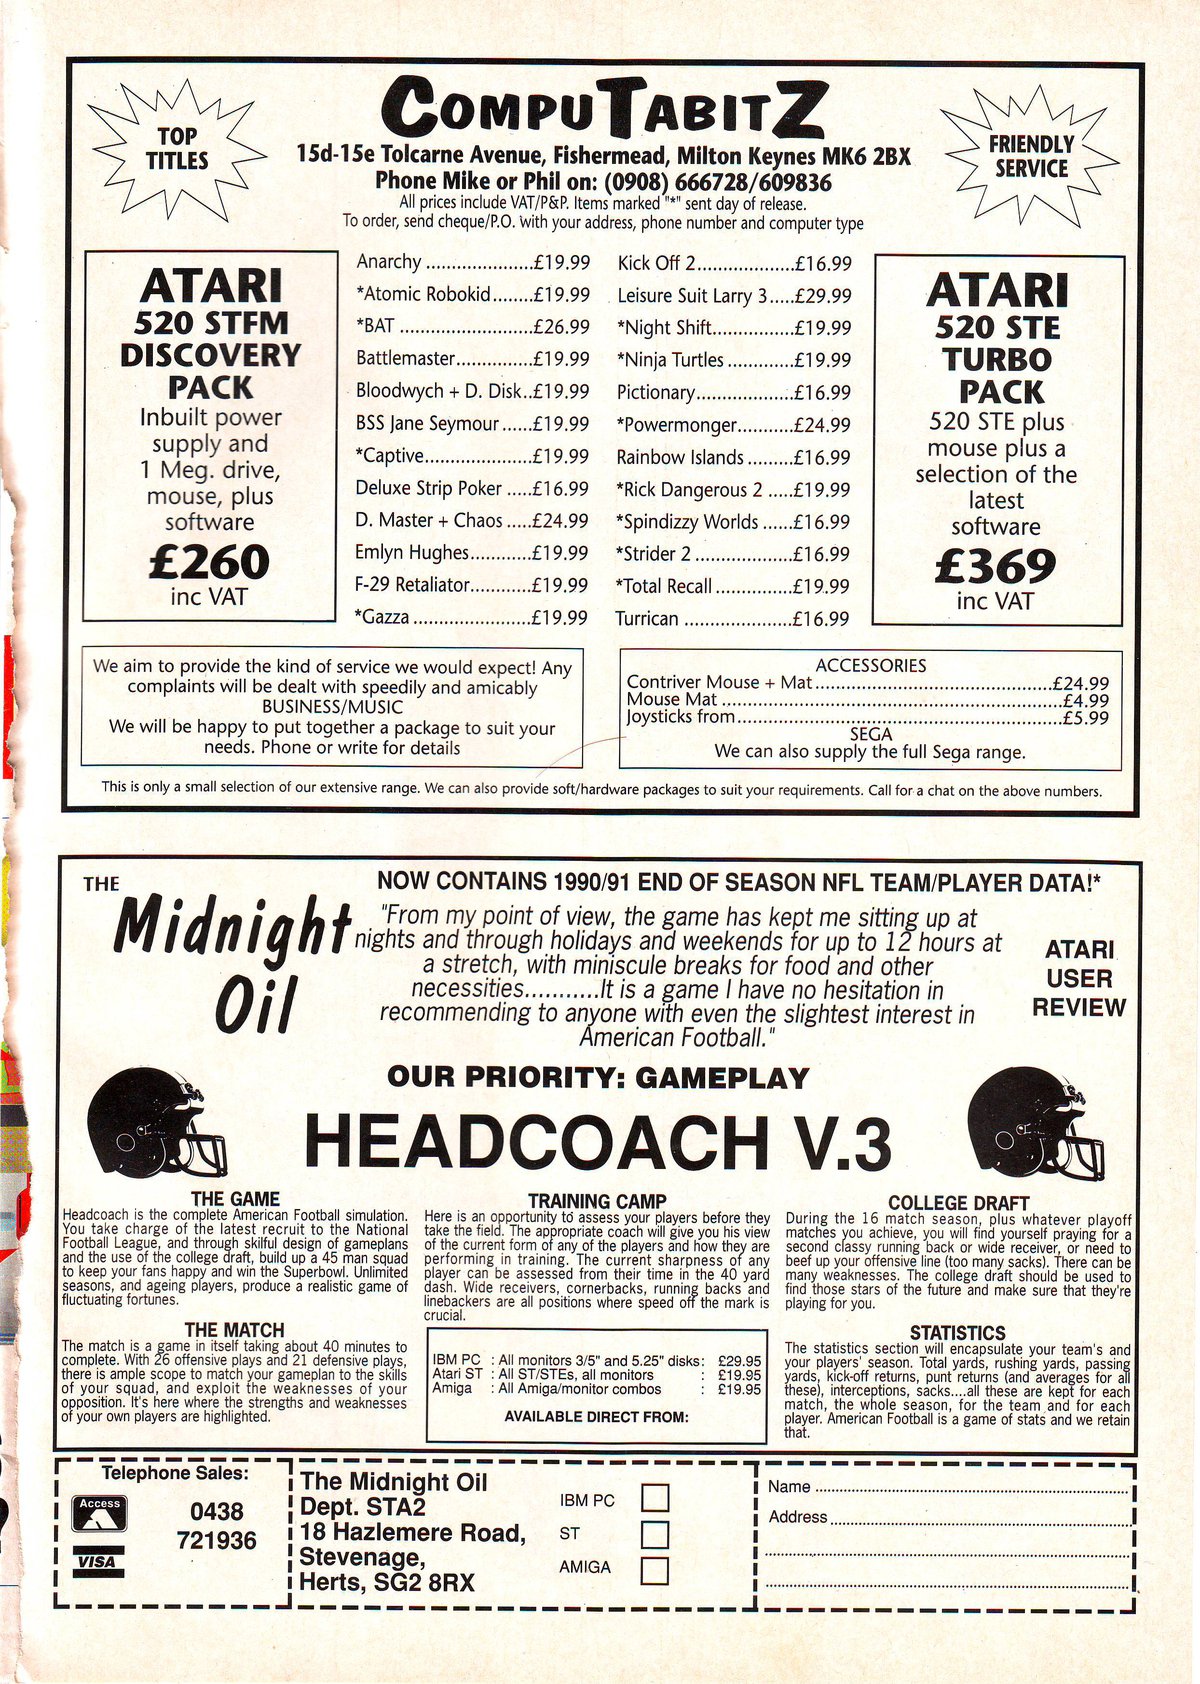 TOP
TITLES
COMPUTABITZ
FRIENDLY
SERVICE
15d-15e Tolcarne Avenue, Fishermead, Milton Keynes MK6 2BX
Phone Mike or Phil on: (0908) 666728/609836
All prices include VAT/P&P. Items marked "*" sent day of release.
To order, send cheque/P.O. with your address, phone number and computer type
ATARI
520 STFM
DISCOVERY
PACK
Inbuilt power
supply and
1 Meg. drive,
mouse, plus
software
£260
inc VAT
Anarchy .....................£19.99
*Atomic Robokid........£19.99
*BAT ..........................£26.99
Battlemaster...............£19.99
Bloodwych + D. Disk..£19.99
BSS Jane Seymour ......£19.99
*Captive.....................£19.99
Deluxe Strip Poker .....£16.99
D. Master + Chaos .....£24.99
Emlyn Hughes............£19.99
F-29 Retaliator............£19.99
*Gazza .......................£19.99
Kick Off 2...................£16.99
Leisure Suit Larry 3.....£29.99
*Night Shift................£19.99
*Ninja Turtles .............£19.99
Pictionary...................£16.99
*Powermonger...........£24.99
Rainbow Islands .........£16.99
*Rick Dangerous 2 .....£19.99
*Spindizzy Worlds ......£16.99
*Strider 2 ...................£16.99
*Total Recall ...............£19.99
Turrican .....................£16.99
ATARI
520 STE
TURBO
PACK
520 STE plus
mouse plus a
selection of the
latest
software
£369
inc VAT
We aim to provide the kind of service we would expect! Any
complaints will be dealt with speedily and amicably
BUSINESS/MUSIC
We will be happy to put together a package to suit your
needs. Phone or write for details
ACCESSORIES
Contriver Mouse + Mat...............................................£24.99
Mouse Mat ....................................................................£4.99
Joysticks from.................................................................£5.99
SEGA
We can also supply the full Sega range.
This is only a small selection of our extensive range. We can also provide soft/hardware packages to suit your requirements. Call for a chat on the above numbers.
THE
Midnight
Oil
NOW CONTAINS 1990/91 END OF SEASON NFL TEAM/PLAYER DATA!*
"From my point of view, the game has kept me sitting up at
nights and through holidays and weekends for up to 12 hours at
a stretch, with miniscule breaks for food and other
necessities...........It is a game I have no hesitation in
recommending to anyone with even the slightest interest in
American Football."
ATARI
USER
REVIEW
OUR PRIORITY: GAMEPLAY
HEADCOACH V.3
THE GAME
Headcoach is the complete American Football simulation.
You take charge of the latest recruit to the National
Football League, and through skilful design of gameplans
and the use of the college draft, build up a 45 man squad
to keep your fans happy and win the Superbowl. Unlimited
seasons, and ageing players, produce a realistic game of
fluctuating fortunes.
THE MATCH
The match is a game in itself taking about 40 minutes to
complete. With 26 offensive plays and 21 defensive plays,
there is ample scope to match your gameplan to the skills
of your squad, and exploit the weaknesses of your
opposition. It's here where the strengths and weaknesses
of your own players are highlighted.
TRAINING CAMP
Here is an opportunity to assess your players before they
take the field. The appropriate coach will give you his view
of the current form of any of the players and how they are
performing in training. The current sharpness of any
player can be assessed from their time in the 40 yard
dash. Wide receivers, cornerbacks, running backs and
linebackers are all positions where speed off the mark is
crucial.
IBM PC : All monitors 3/5" and 5.25" disks: £29.95
Atari ST : All ST/STEs, all monitors : £19.95
Amiga : All Amiga/monitor combos : £19.95
AVAILABLE DIRECT FROM:
COLLEGE DRAFT
During the 16 match season, plus whatever playoff
matches you achieve, you will find yourself praying for a
second classy running back or wide receiver, or need to
beef up your offensive line (too many sacks). There can be
many weaknesses. The college draft should be used to
find those stars of the future and make sure that they're
playing for you.
STATISTICS
The statistics section will encapsulate your team's and
your players' season. Total yards, rushing yards, passing
yards, kick-off returns, punt returns (and averages for all
these), interceptions, sacks....all these are kept for each
match, the whole season, for the team and for each
player. American Football is a game of stats and we retain
that.
Telephone Sales:
Access
VISA
0438
721936
The Midnight Oil
Dept. STA2
18 Hazlemere Road,
Stevenage,
Herts, SG2 8RX
IBM PC
ST
AMIGA
Name
Address